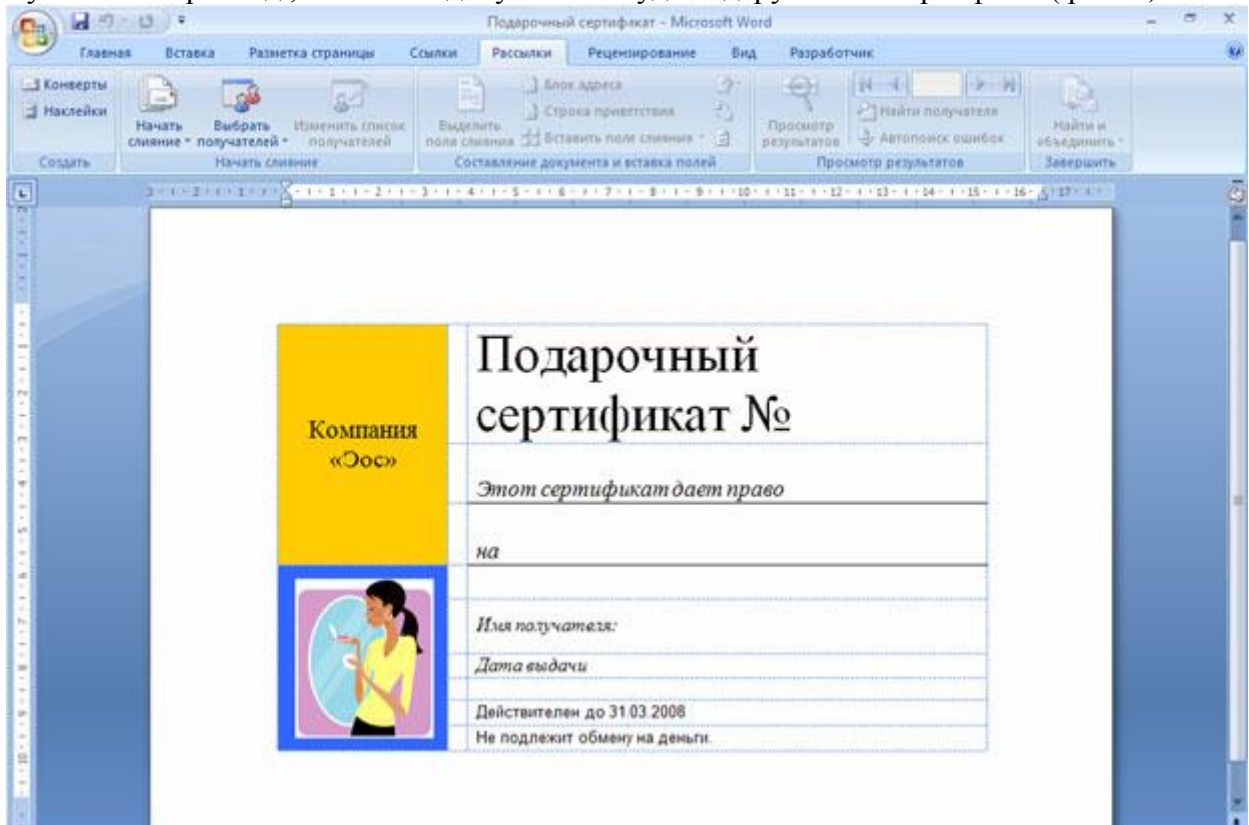 Подарочный сертификат - Microsoft Word
Главная Вставка Разметка страницы Ссылки Рассылки Рецензирование Вид Разработчик
Конверты
Наклейки
Начать слияние
Выбрать получателей
Изменить список получателей
Выделить поля слияния
Блок адреса
Строка приветствия
Вставить поле слияния
Просмотр результатов
Найти получателя
Автопоиск ошибок
Найти и объединить
Создать Начать слияние Составление документа и вставка полей Просмотр результатов Завершить
Компания
«Эос»
Подарочный
сертификат №
Этот сертификат дает право
на
Имя получателя:
Дата выдачи
Действителен до 31.03.2008
Не подлежит обмену на деньги.